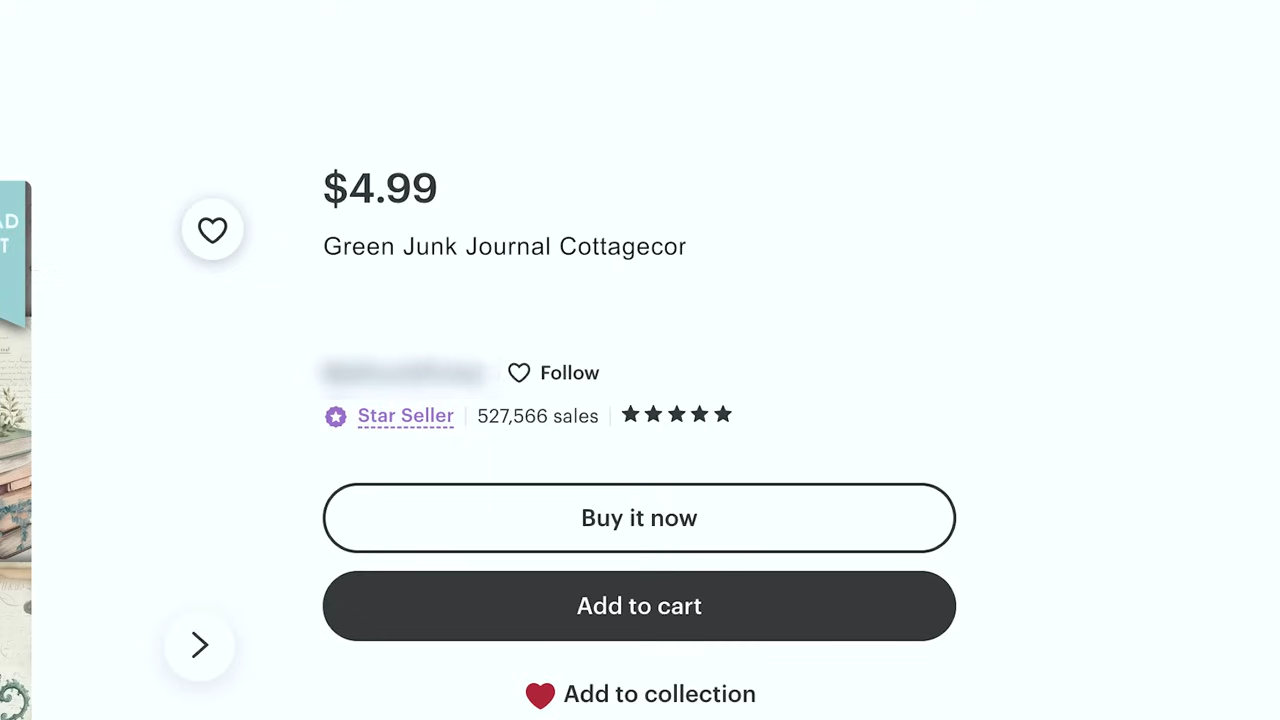 $4.99
Green Junk Journal Cottagecor
Follow
Star Seller 527,566 sales
Buy it now
Add to cart
Add to collection